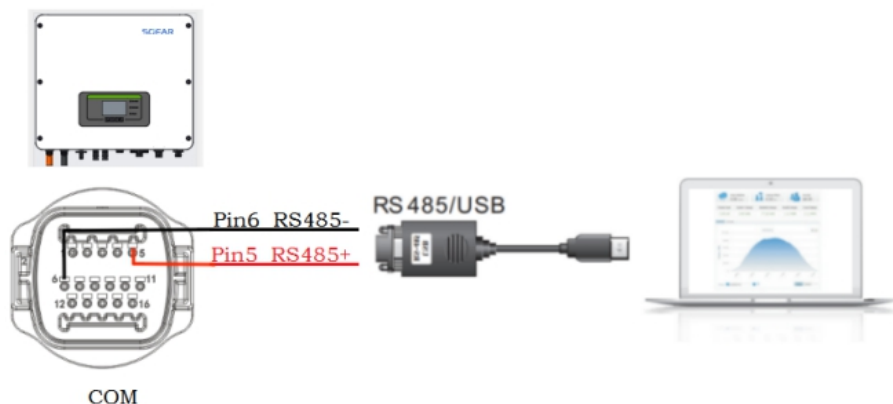 SOFAR
Pin6 RS485-
RS485/USB
Pin5 RS485+
5
6
11
12
16
COM